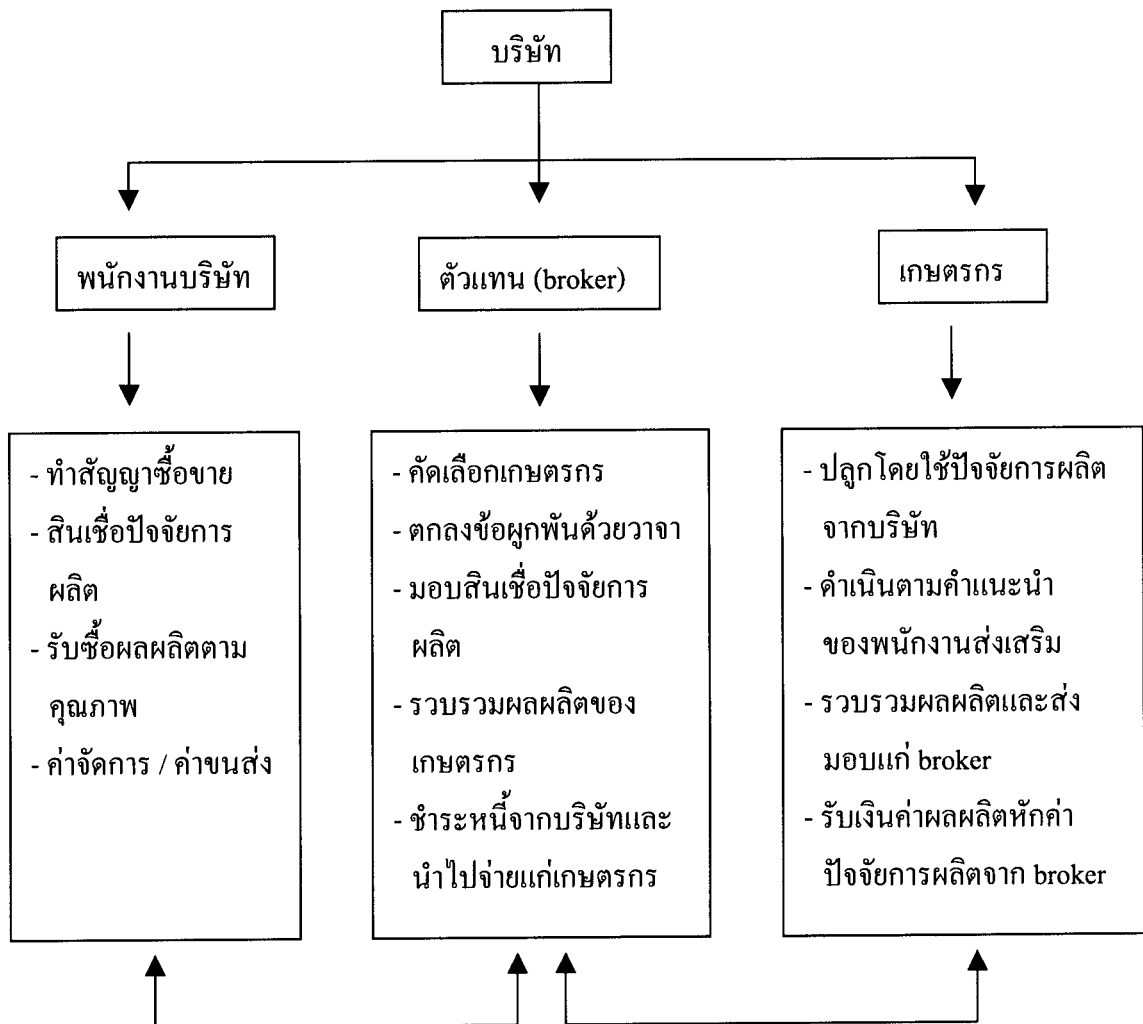 บริษัท
พนักงานบริษัท
ตัวแทน (broker)
เกษตรกร
- ทำสัญญาซื้อขาย
- สินเชื่อปัจจัยการ
ผลิต
- รับซื้อผลผลิตตาม
คุณภาพ
- ค่าจัดการ / ค่าขนส่ง
- คัดเลือกเกษตรกร
- ตกลงข้อผูกพันด้วยวาจา
- มอบสินเชื่อปัจจัยการ
ผลิต
- รวบรวมผลผลิตของ
เกษตรกร
- ชำระหนี้จากบริษัทและ
นำไปจ่ายแก่เกษตรกร
- ปลูกโดยใช้ปัจจัยการผลิต
จากบริษัท
- ดำเนินตามคำแนะนำ
ของพนักงานส่งเสริม
- รวบรวมผลผลิตและส่ง
มอบแก่ broker
- รับเงินค่าผลผลิตหักค่า
ปัจจัยการผลิตจาก broker